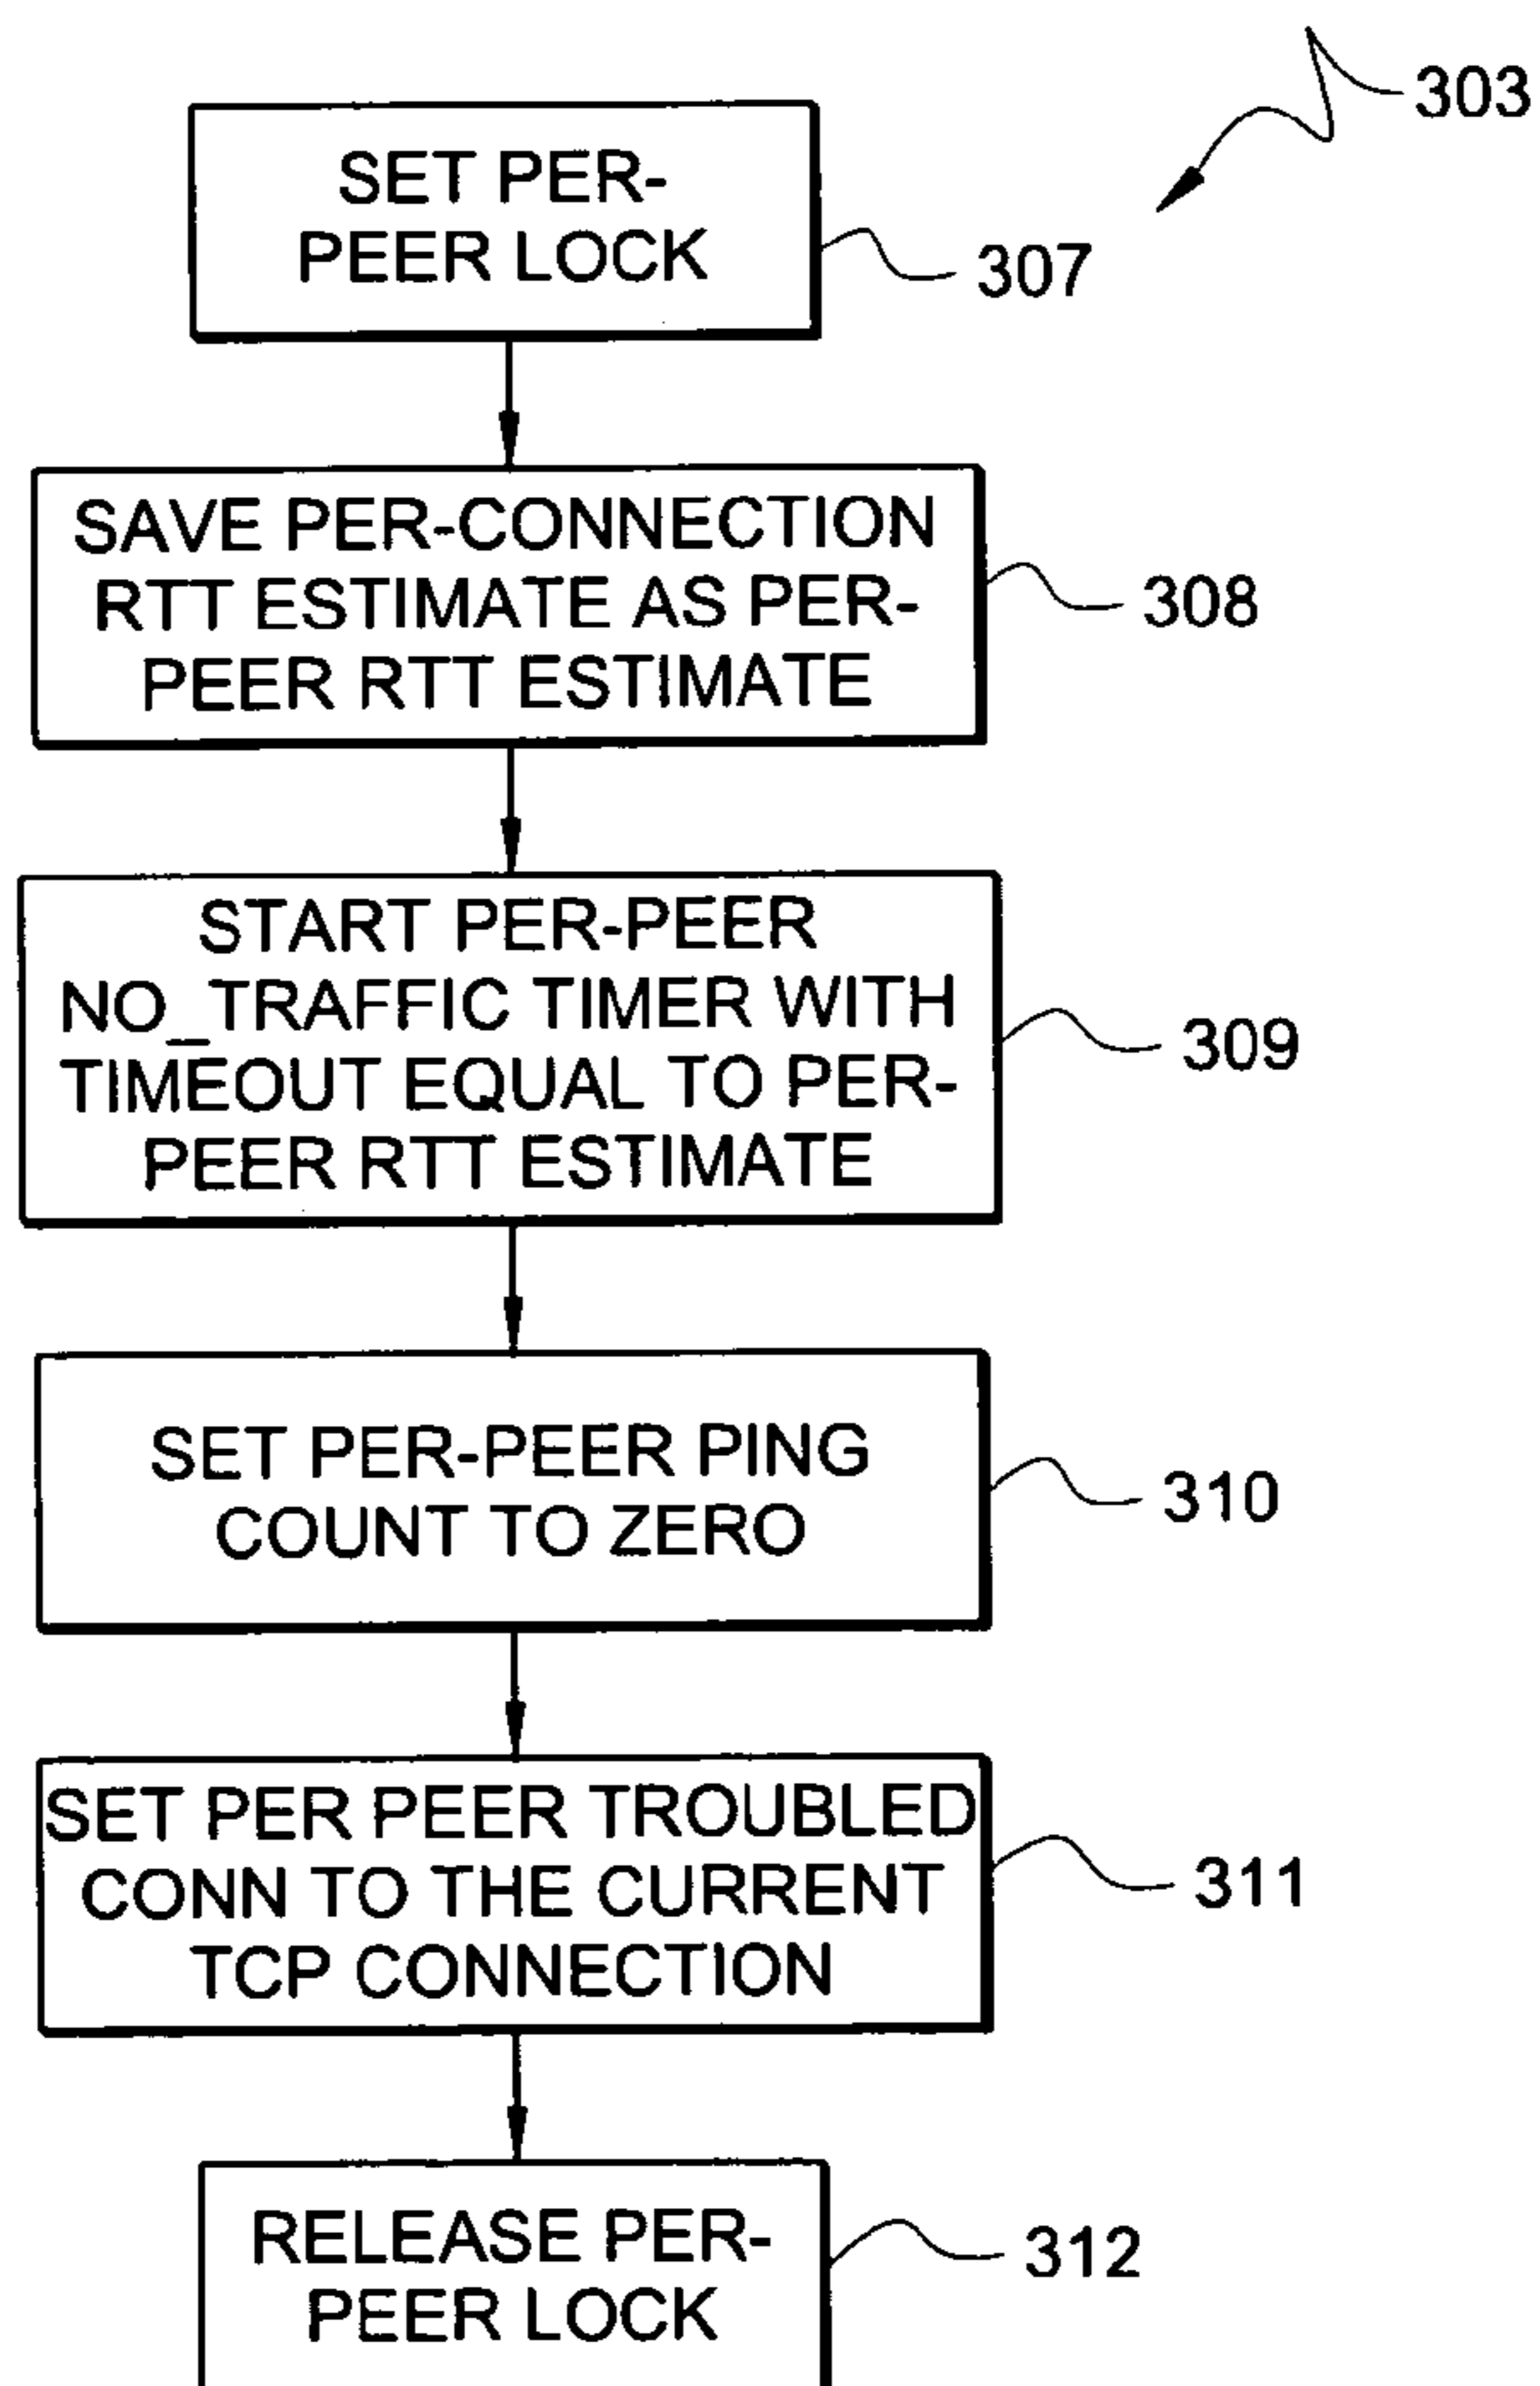 303
SET PER-
PEER LOCK
307
SAVE PER-CONNECTION
RTT ESTIMATE AS PER-
PEER RTT ESTIMATE
308
START PER-PEER
NO_TRAFFIC TIMER WITH
TIMEOUT EQUAL TO PER-
PEER RTT ESTIMATE
309
SET PER-PEER PING
COUNT TO ZERO
310
SET PER PEER TROUBLED
CONN TO THE CURRENT
TCP CONNECTION
311
RELEASE PER-
PEER LOCK
312